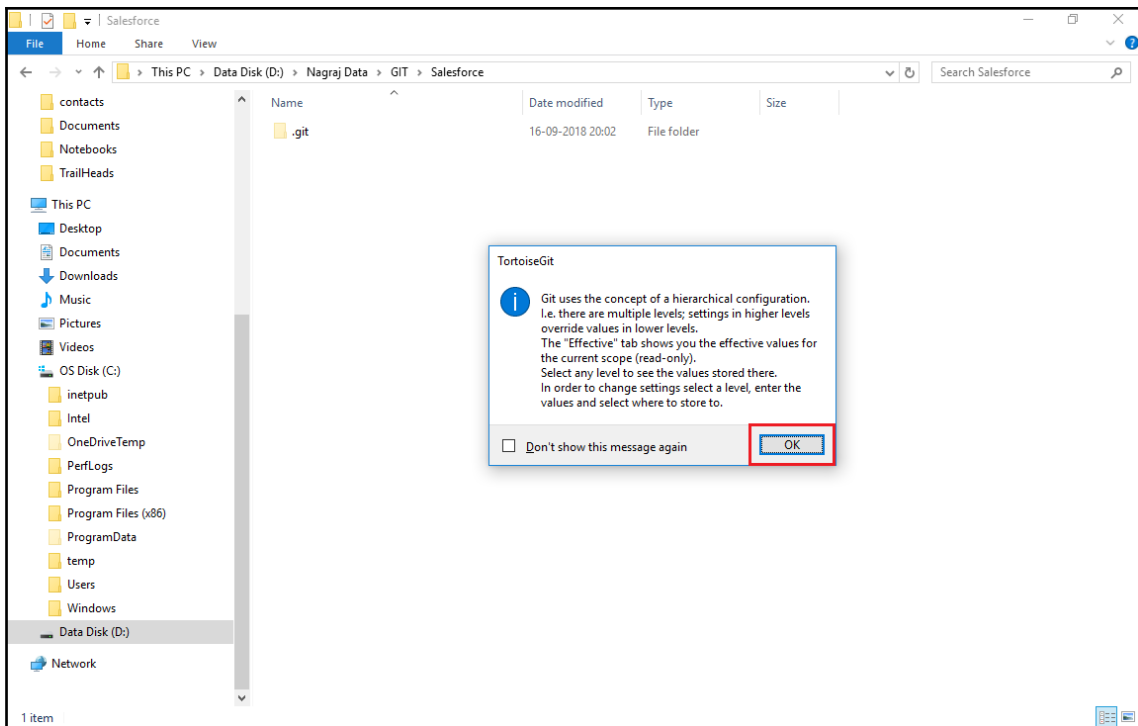 Salesforce
File Home Share View
This PC > Data Disk (D:) > Nagraj Data > GIT > Salesforce
Search Salesforce
contacts
Documents
Notebooks
TrailHeads
This PC
Desktop
Documents
Downloads
Music
Pictures
Videos
OS Disk (C:)
inetpub
Intel
OneDriveTemp
PerfLogs
Program Files
Program Files (x86)
ProgramData
temp
Users
Windows
Data Disk (D:)
Network
Name Date modified Type Size
.git 16-09-2018 20:02 File folder
TortoiseGit
Git uses the concept of a hierarchical configuration.
I.e. there are multiple levels; settings in higher levels
override values in lower levels.
The "Effective" tab shows you the effective values for
the current scope (read-only).
Select any level to see the values stored there.
In order to change settings select a level, enter the
values and select where to store to.
Don't show this message again
OK
1 item